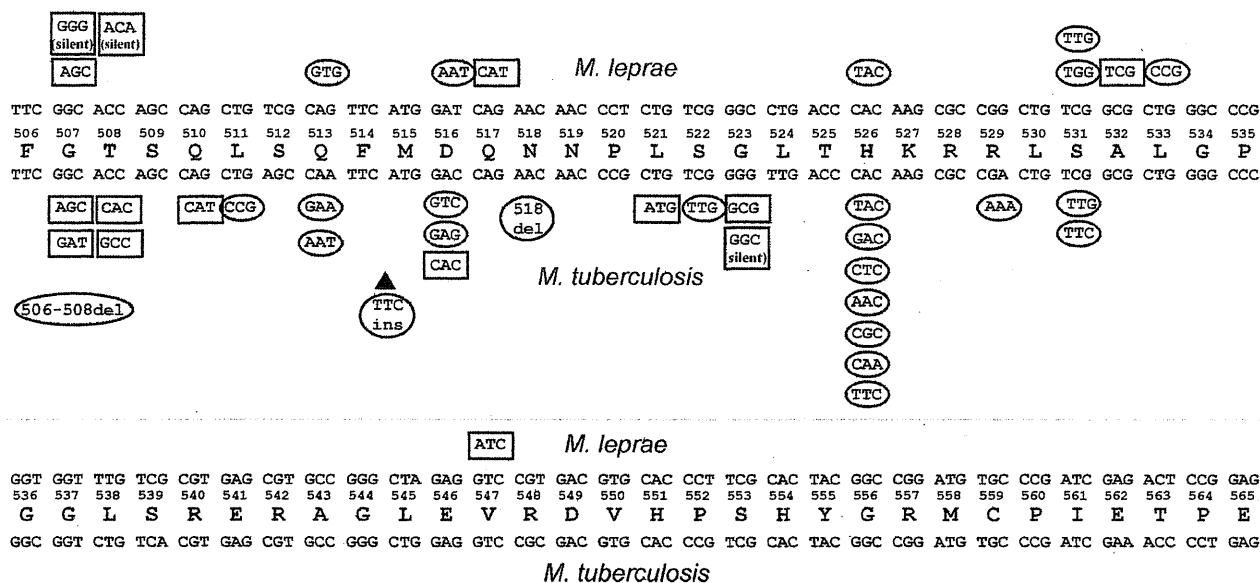 GGG ACA TTG
(silent) (silent)
AGC GTG AAT CAT M. leprae TAC TGG TCG CCG
TTC GGC ACC AGC CAG CTG TCG CAG TTC ATG GAT CAG AAC AAC CCT CTG TCG GGC CTG ACC CAC AAG CGC CGG CTG TCG GCG CTG GGC CCG
506 507 508 509 510 511 512 513 514 515 516 517 518 519 520 521 522 523 524 525 526 527 528 529 530 531 532 533 534 535
F G T S Q L S Q F M D Q N N P L S G L T H K R R L S A L G P
TTC GGC ACC AGC CAG CTG AGC CAA TTC ATG GAC CAG AAC AAC CCG CTG TCG GGG TTG ACC CAC AAG CGC CGA CTG TCG GCG CTG GGG CCC
AGC CAC CAT CCG GAA GTC 518 ATG TTG GCG TAC AAA TTG
del
GAT GCC AAT GAG GGC GAC TTC
silent)
CAC M. tuberculosis CTC
506-508del TTC AAC
ins
CGC
CAA
TTC
ATC M. leprae
GGT GGT TTG TCG CGT GAG CGT GCC GGG CTA GAG GTC CGT GAC GTG CAC CCT TCG CAC TAC GGC CGG ATG TGC CCG ATC GAG ACT CCG GAG
536 537 538 539 540 541 542 543 544 545 546 547 548 549 550 551 552 553 554 555 556 557 558 559 560 561 562 563 564 565
G G L S R E R A G L E V R D V H P S H Y G R M C P I E T P E
GGC GGT CTG TCA CGT GAG CGT GCC GGG CTG GAG GTC CGC GAC GTG CAC CCG TCG CAC TAC GGC CGG ATG TGC CCG ATC GAA ACC CCT GAG
M. tuberculosis